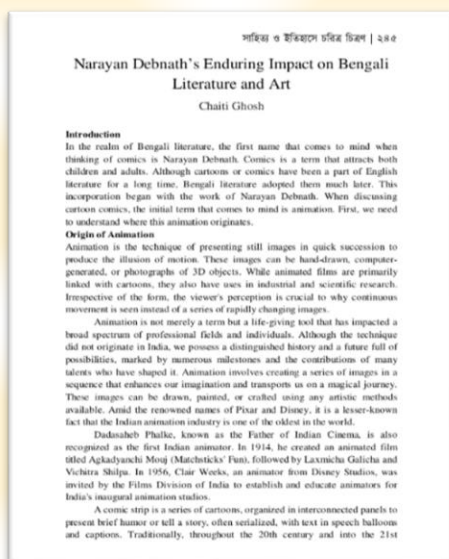 সাহিত্য ও ইতিহাসে চরিত্র চিত্রণ | ২৪৫
Narayan Debnath's Enduring Impact on Bengali
Literature and Art
Chaiti Ghosh
Introduction
In the realm of Bengali literature, the first name that comes to mind when
thinking of comics is Narayan Debnath. Comics is a term that attracts both
children and adults. Although cartoons or comics have been a part of English
literature for a long time, Bengali literature adopted them much later. This
incorporation began with the work of Narayan Debnath. When discussing
cartoon comics, the initial term that comes to mind is animation. First, we need
to understand where this animation originates.
Origin of Animation
Animation is the technique of presenting still images in quick succession to
produce the illusion of motion. These images can be hand-drawn, computer-
generated, or photographs of 3D objects. While animated films are primarily
linked with cartoons, they also have uses in industrial and scientific research.
Irrespective of the form, the viewer's perception is crucial to why continuous
movement is seen instead of a series of rapidly changing images.
Animation is not merely a term but a life-giving tool that has impacted a
broad spectrum of professional fields and individuals. Although the technique
did not originate in India, we possess a distinguished history and a future full of
possibilities, marked by numerous milestones and the contributions of many
talents who have shaped it. Animation involves creating a series of images in a
sequence that enhances our imagination and transports us on a magical journey.
These images can be drawn, painted, or crafted using any artistic methods
available. Amid the renowned names of Pixar and Disney, it is a lesser-known
fact that the Indian animation industry is one of the oldest in the world.
Dadasaheb Phalke, known as the Father of Indian Cinema, is also
recognized as the first Indian animator. In 1914, he created an animated film
titled Agkadyanchi Mouj (Matchsticks' Fun), followed by Laxmicha Galicha and
Vichitra Shilpa. In 1956, Clair Weeks, an animator from Disney Studios, was
invited by the Films Division of India to establish and educate animators for
India's inaugural animation studios.
A comic strip is a series of cartoons, organized in interconnected panels to
present brief humor or tell a story, often serialized, with text in speech balloons
and captions. Traditionally, throughout the 20th century and into the 21st